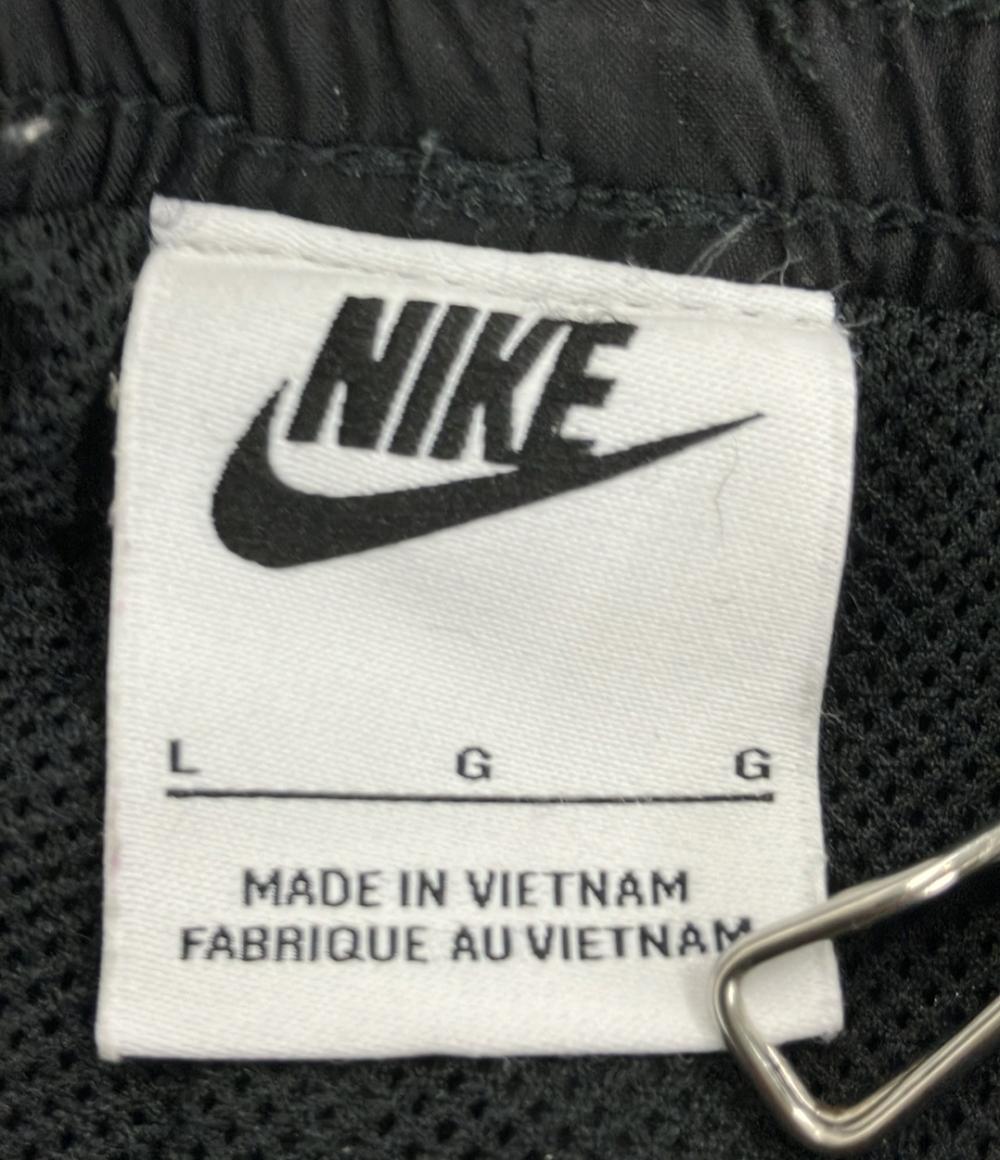 NIKE
L G G
MADE IN VIETNAM
FABRIQUE AU VIETNAM